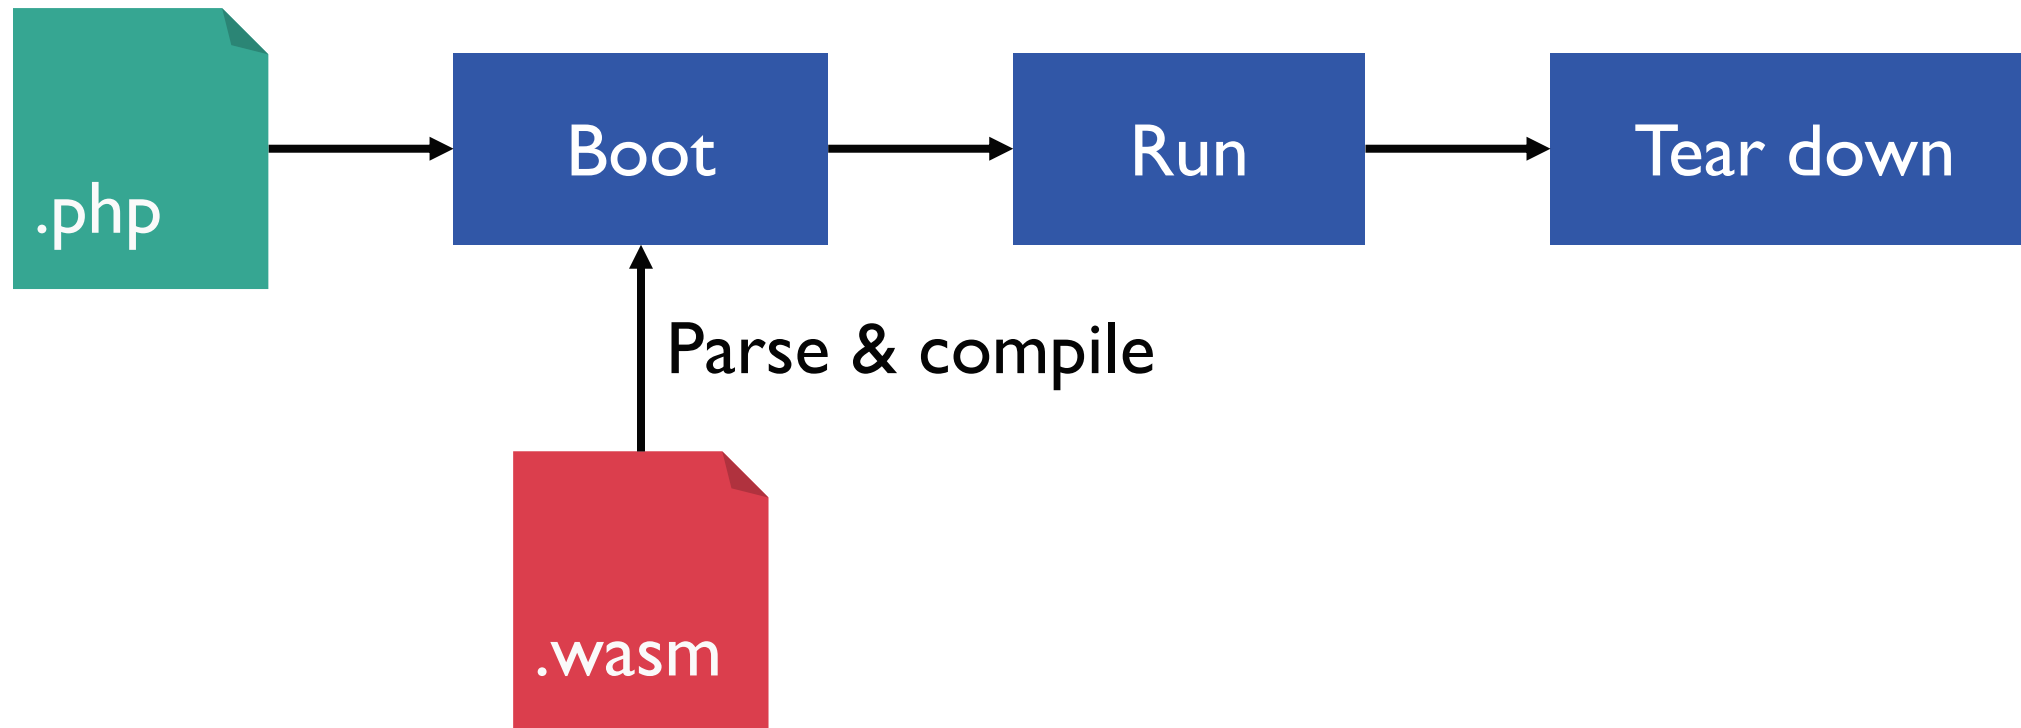 .php
Boot
Run
Tear down
Parse & compile
.wasm